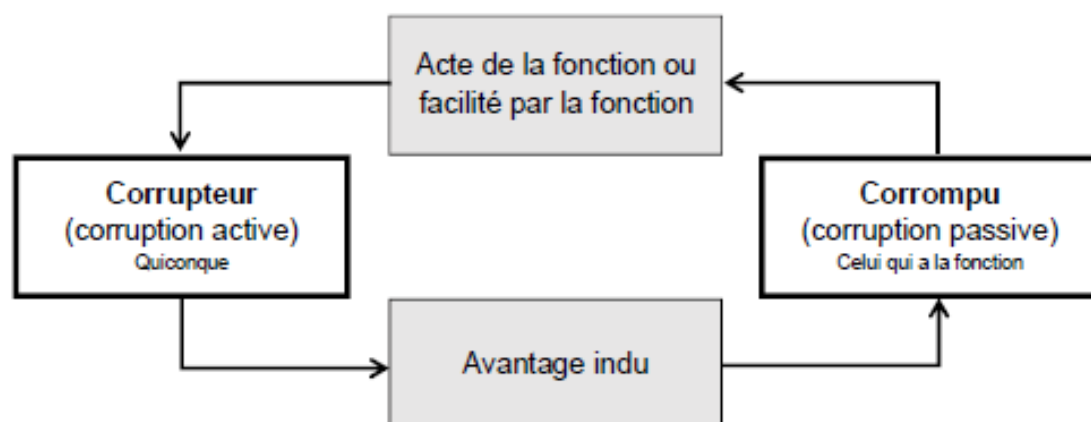 Acte de la fonction ou
facilité par la fonction
Corrupteur
(corruption active)
Quiconque
Corrompu
(corruption passive)
Celui qui a la fonction
Avantage indu